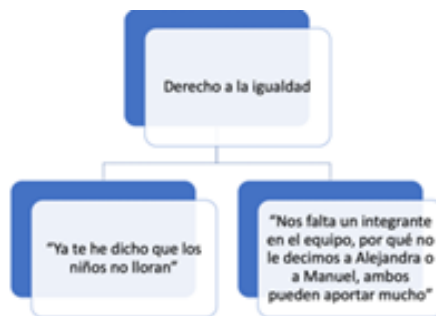 Derecho a la igualdad
"Ya te he dicho que los
niños no lloran"
"Nos falta un integrante
en el equipo, por qué no
le decimos a Alejandra o
a Manuel, ambos
pueden aportar mucho"